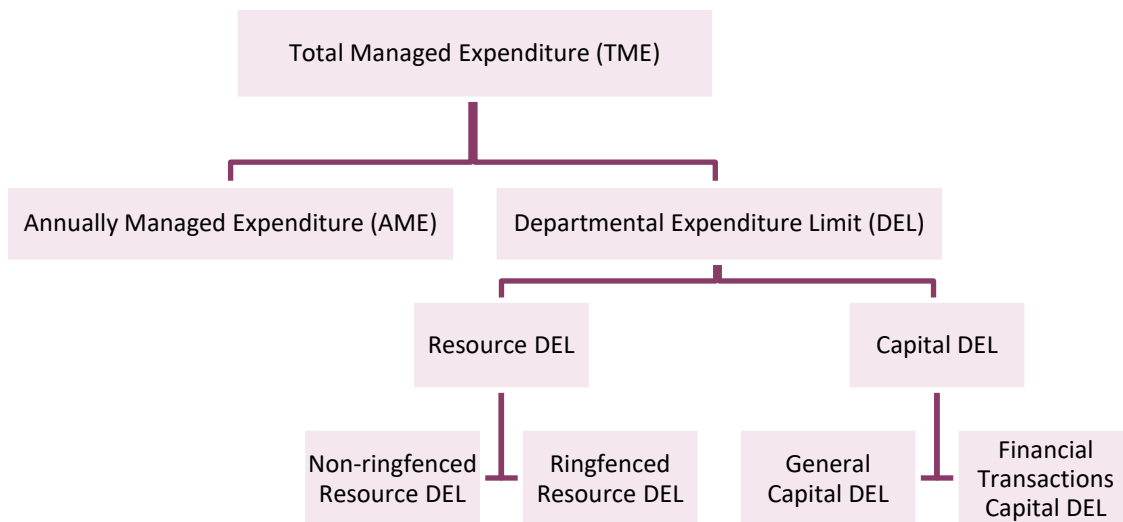 Total Managed Expenditure (TME)
Annually Managed Expenditure (AME)
Departmental Expenditure Limit (DEL)
Resource DEL
Capital DEL
Non-ringfenced
Resource DEL
Ringfenced
Resource DEL
General
Capital DEL
Financial
Transactions
Capital DEL